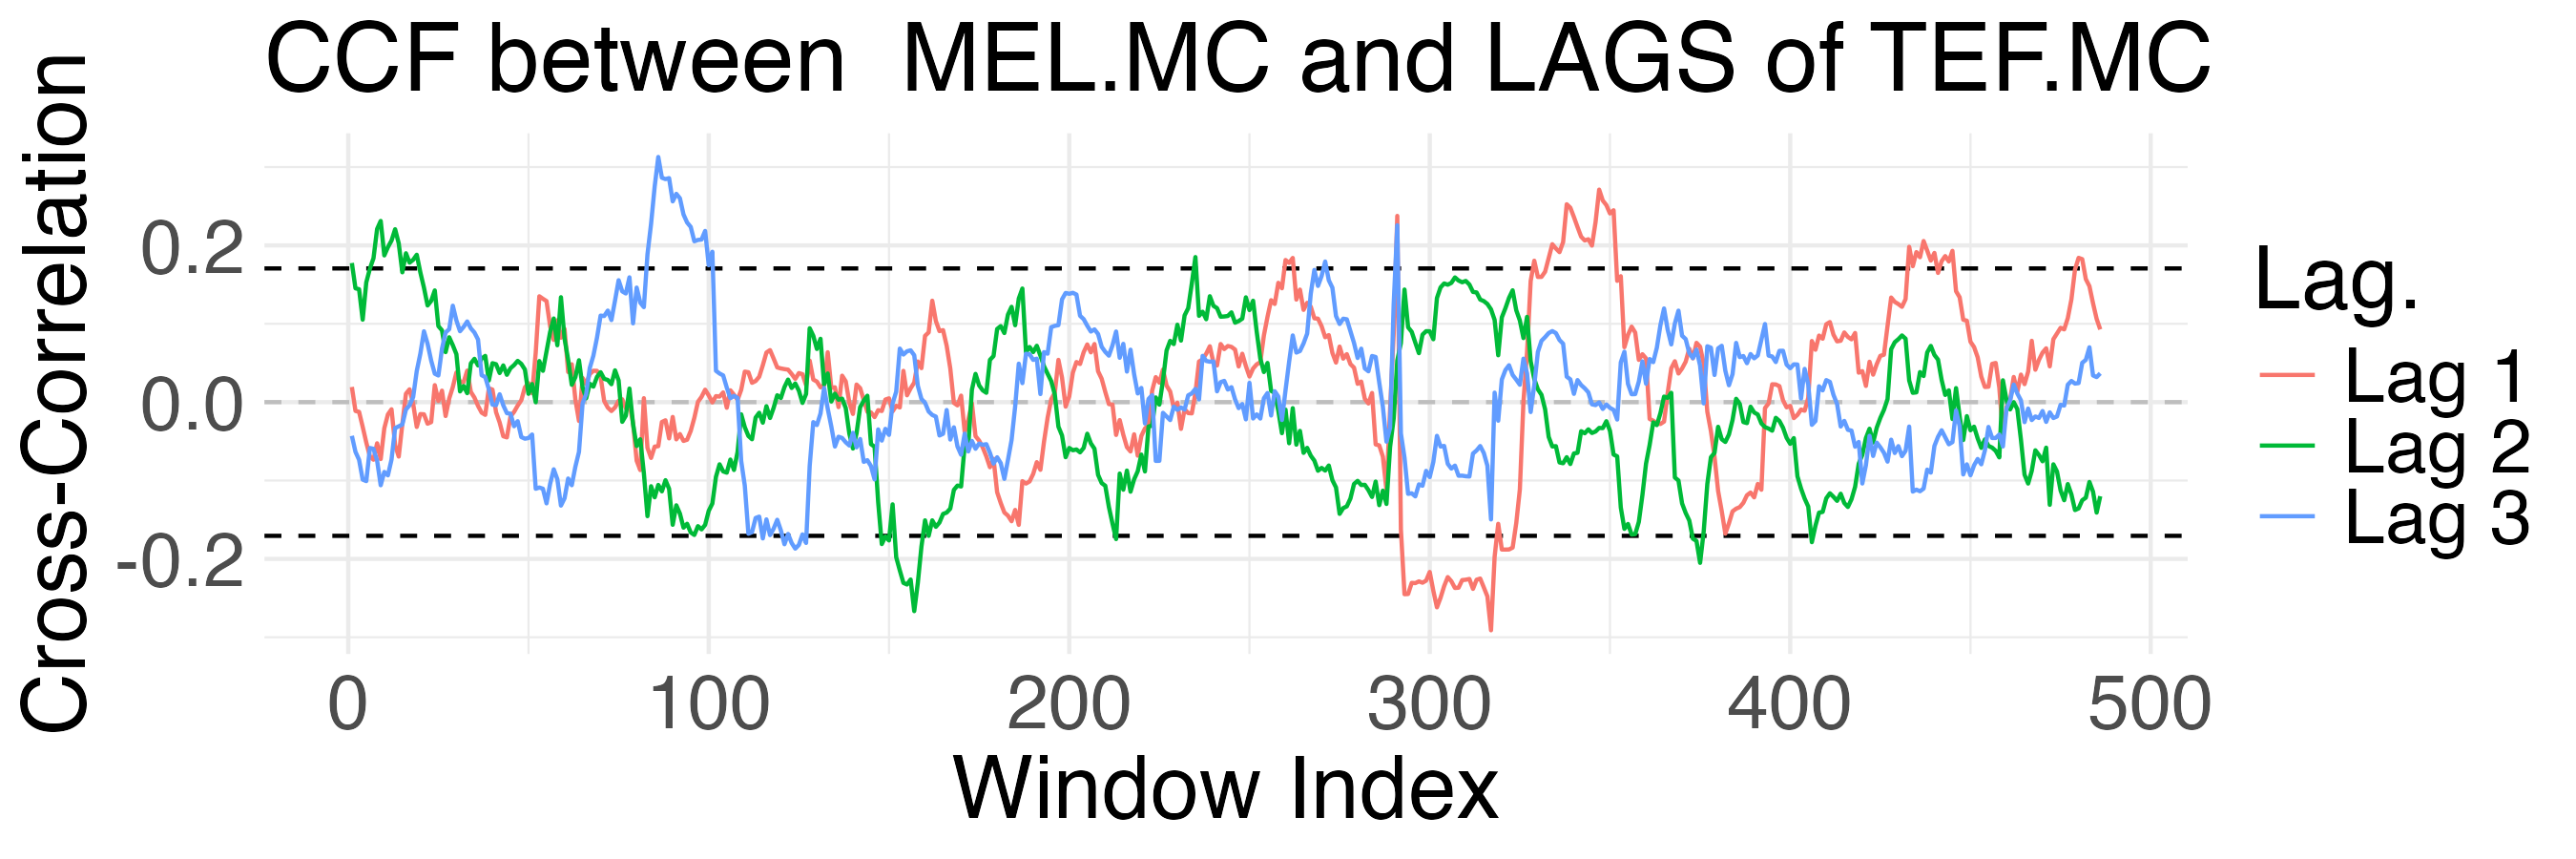 CCF between  MEL.MC and LAGS of TEF.MC
Cross-Correlation
0.2
0.0
-0.2
0 100 200 300 400 500
Window Index
Lag.
Lag 1
Lag 2
Lag 3